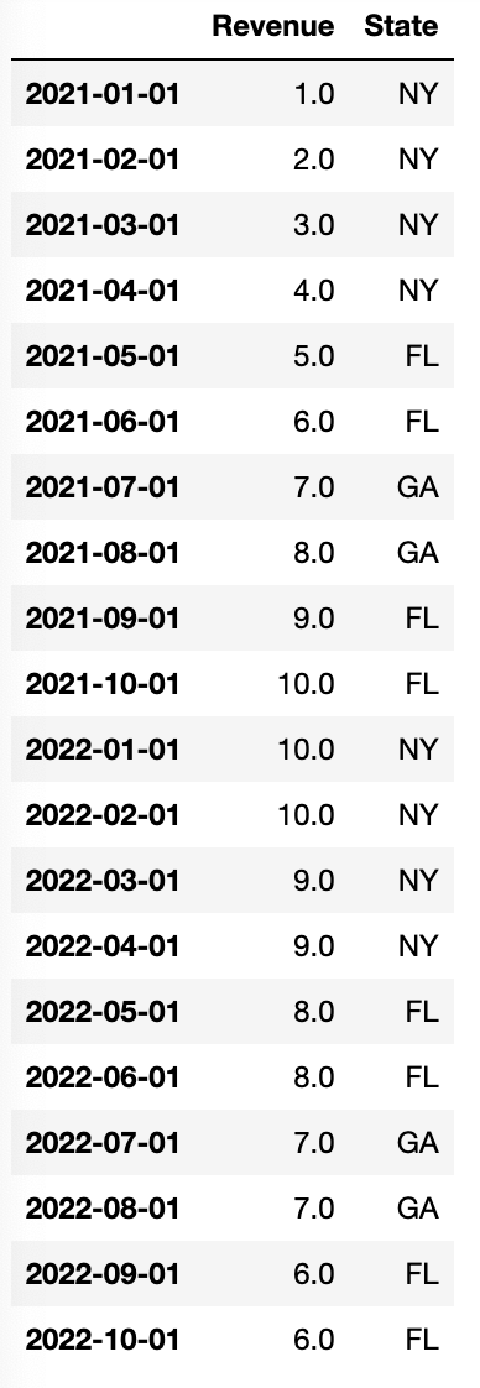 Revenue State
2021-01-01 1.0 NY
2021-02-01 2.0 NY
2021-03-01 3.0 NY
2021-04-01 4.0 NY
2021-05-01 5.0 FL
2021-06-01 6.0 FL
2021-07-01 7.0 GA
2021-08-01 8.0 GA
2021-09-01 9.0 FL
2021-10-01 10.0 FL
2022-01-01 10.0 NY
2022-02-01 10.0 NY
2022-03-01 9.0 NY
2022-04-01 9.0 NY
2022-05-01 8.0 FL
2022-06-01 8.0 FL
2022-07-01 7.0 GA
2022-08-01 7.0 GA
2022-09-01 6.0 FL
2022-10-01 6.0 FL